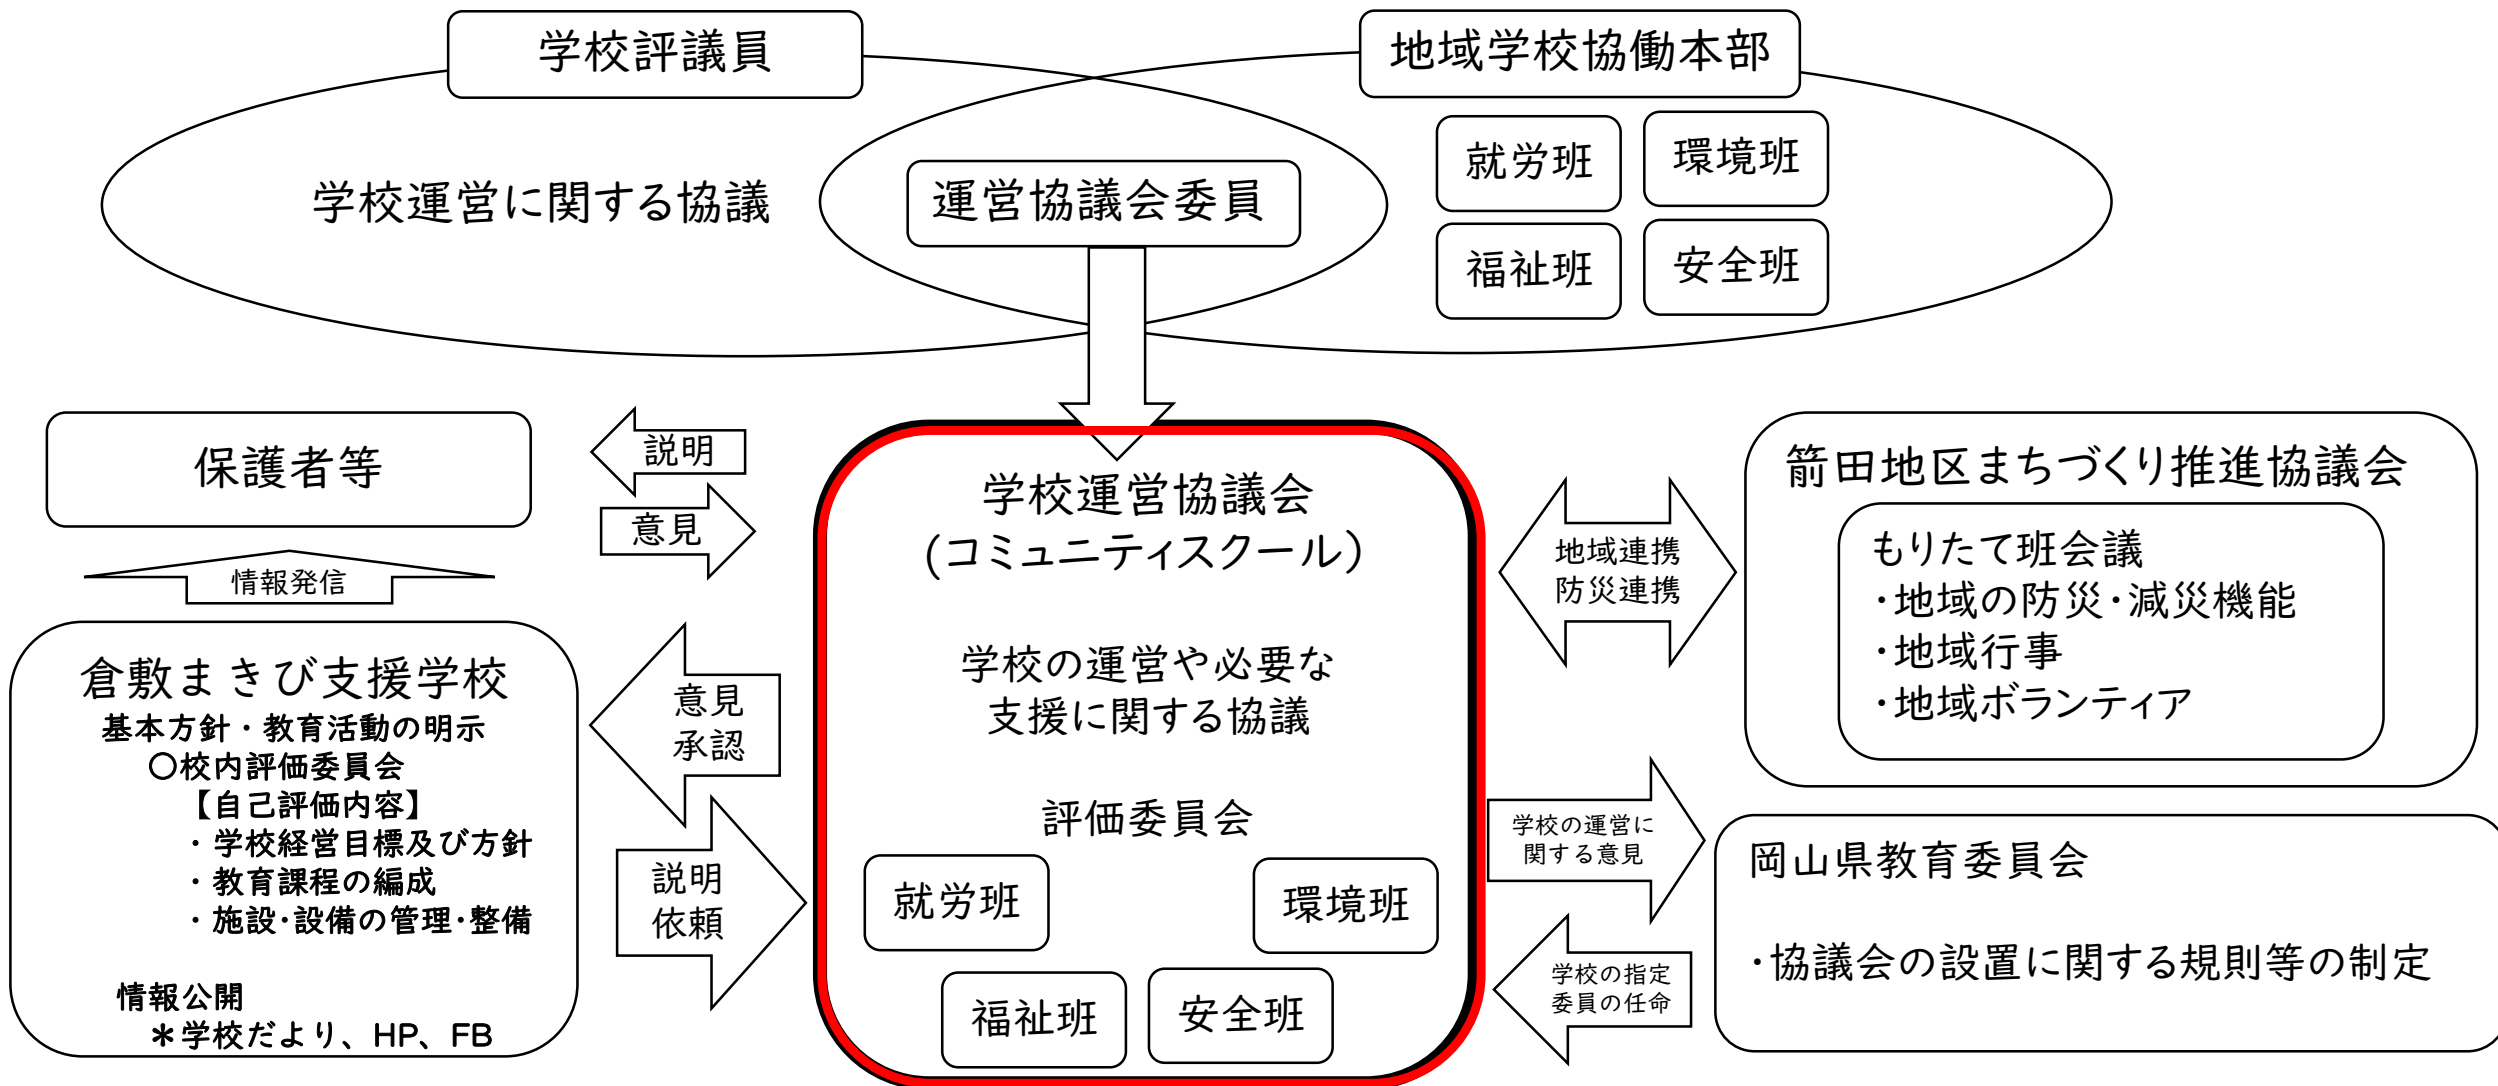 学校評議員
地域学校協働本部
学校運営に関する協議
運営協議会委員
就労班
環境班
福祉班
安全班
保護者等
説明
意見
情報発信
倉敷まきび支援学校
基本方針・教育活動の明示
〇校内評価委員会
【自己評価内容】
・学校経営目標及び方針
・教育課程の編成
・施設・設備の管理・整備
情報公開
＊学校だより、HP、FB
意見
承認
説明
依頼
学校運営協議会
(コミュニティスクール)
学校の運営や必要な
支援に関する協議
評価委員会
就労班
環境班
福祉班
安全班
地域連携
防災連携
箭田地区まちづくり推進協議会
もりたて班会議
・地域の防災・減災機能
・地域行事
・地域ボランティア
学校の運営に
関する意見
学校の指定
委員の任命
岡山県教育委員会
・協議会の設置に関する規則等の制定